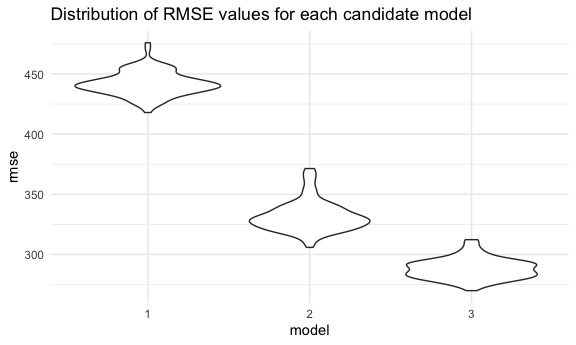 Distribution of RMSE values for each candidate model
rmse
450
400
350
300
1
2
3
model